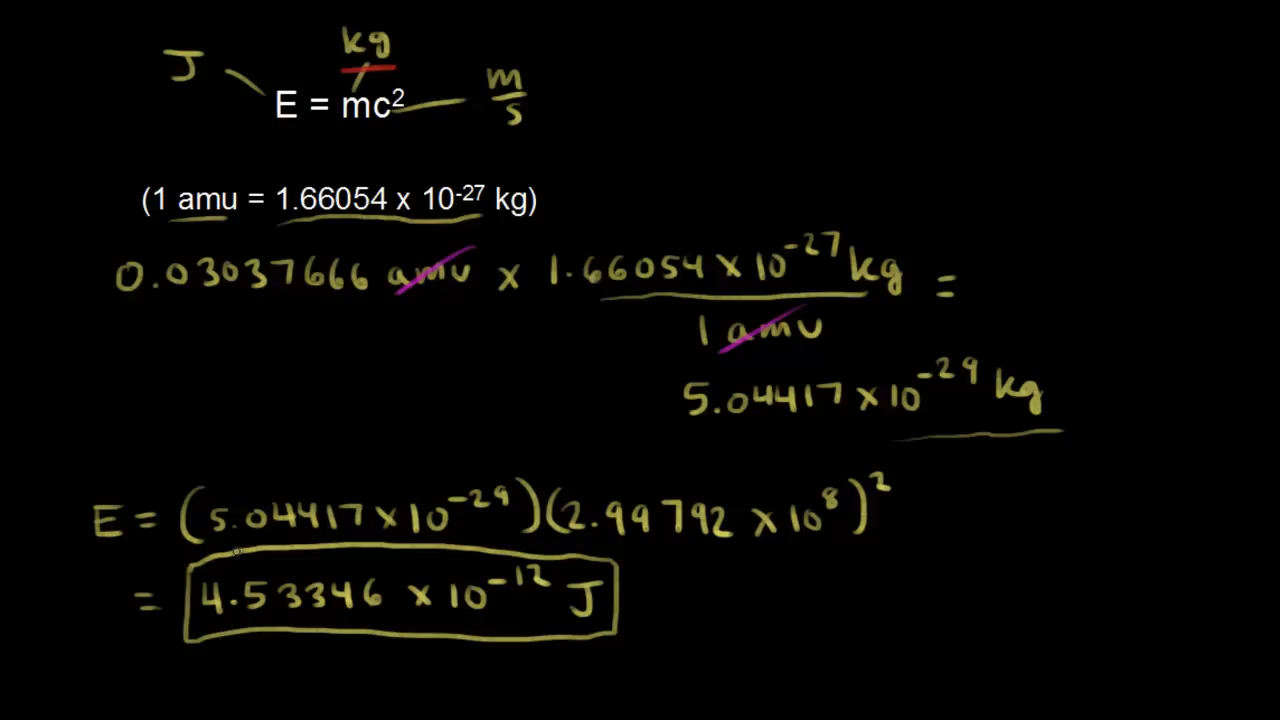 kg
J
m
s
E = mc²
(1 amu = 1.66054 x 10⁻²⁷ kg)
0.03037666 amu x 1.66054 x 10⁻²⁷ kg =
1 amu
5.04417 x 10⁻²⁹ kg
E = (5.04417 x 10⁻²⁹)(2.99792 x 10⁸)²
= 4.53346 x 10⁻¹² J